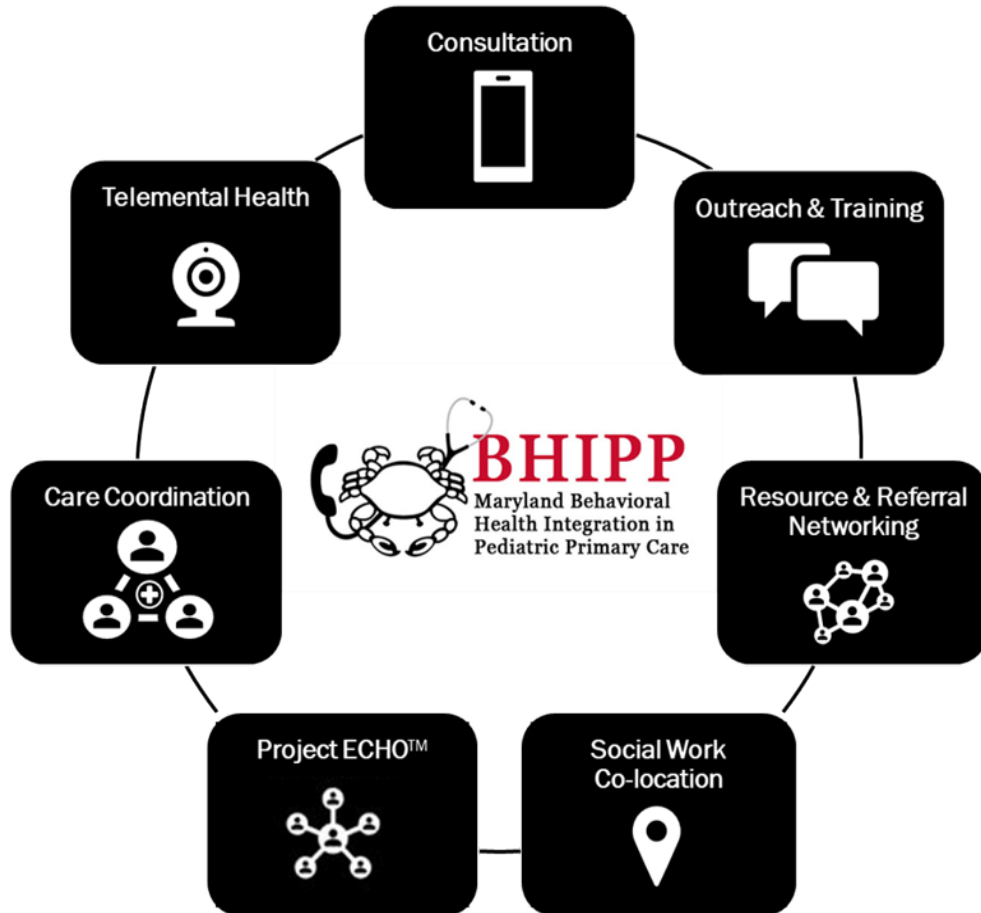 Consultation
Telemental Health
Outreach & Training
BHIPP
Maryland Behavioral
Health Integration in
Pediatric Primary Care
Care Coordination
Resource & Referral
Networking
Project ECHO™
Social Work
Co-location